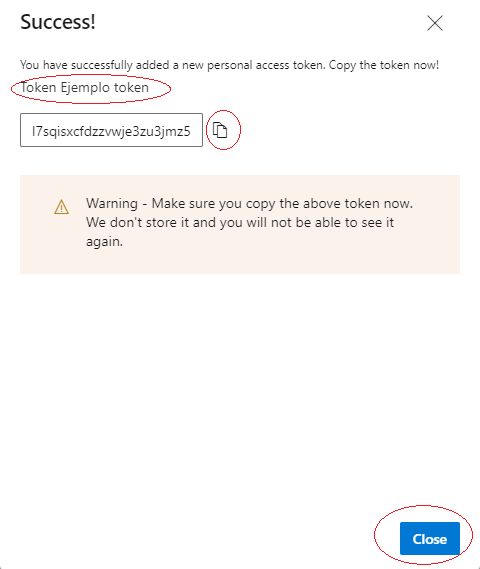 Success!
You have successfully added a new personal access token. Copy the token now!
Token Ejemplo token
l7sqisxcfdzzvwje3zu3jmz5
Warning - Make sure you copy the above token now.
We don't store it and you will not be able to see it
again.
Close